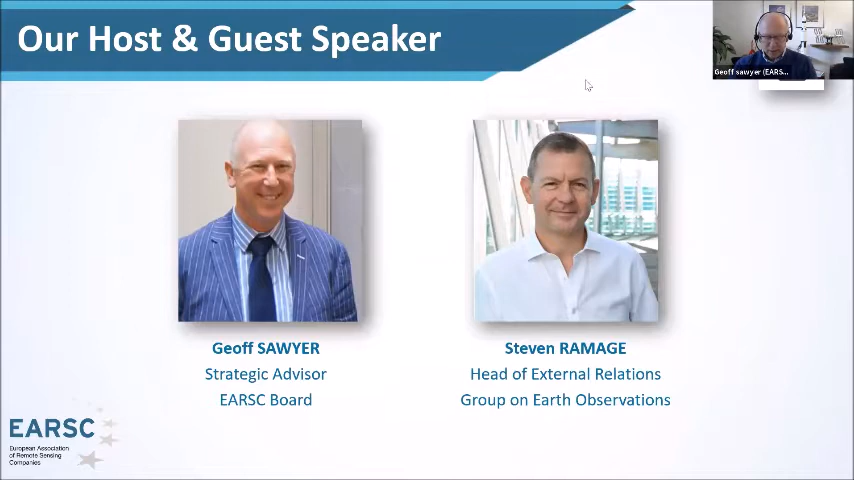 Our Host & Guest Speaker
Geoff sawyer (EARS...
Geoff SAWYER
Strategic Advisor
EARSC Board
Steven RAMAGE
Head of External Relations
Group on Earth Observations
EARSC
European Association
of Remote Sensing
Companies